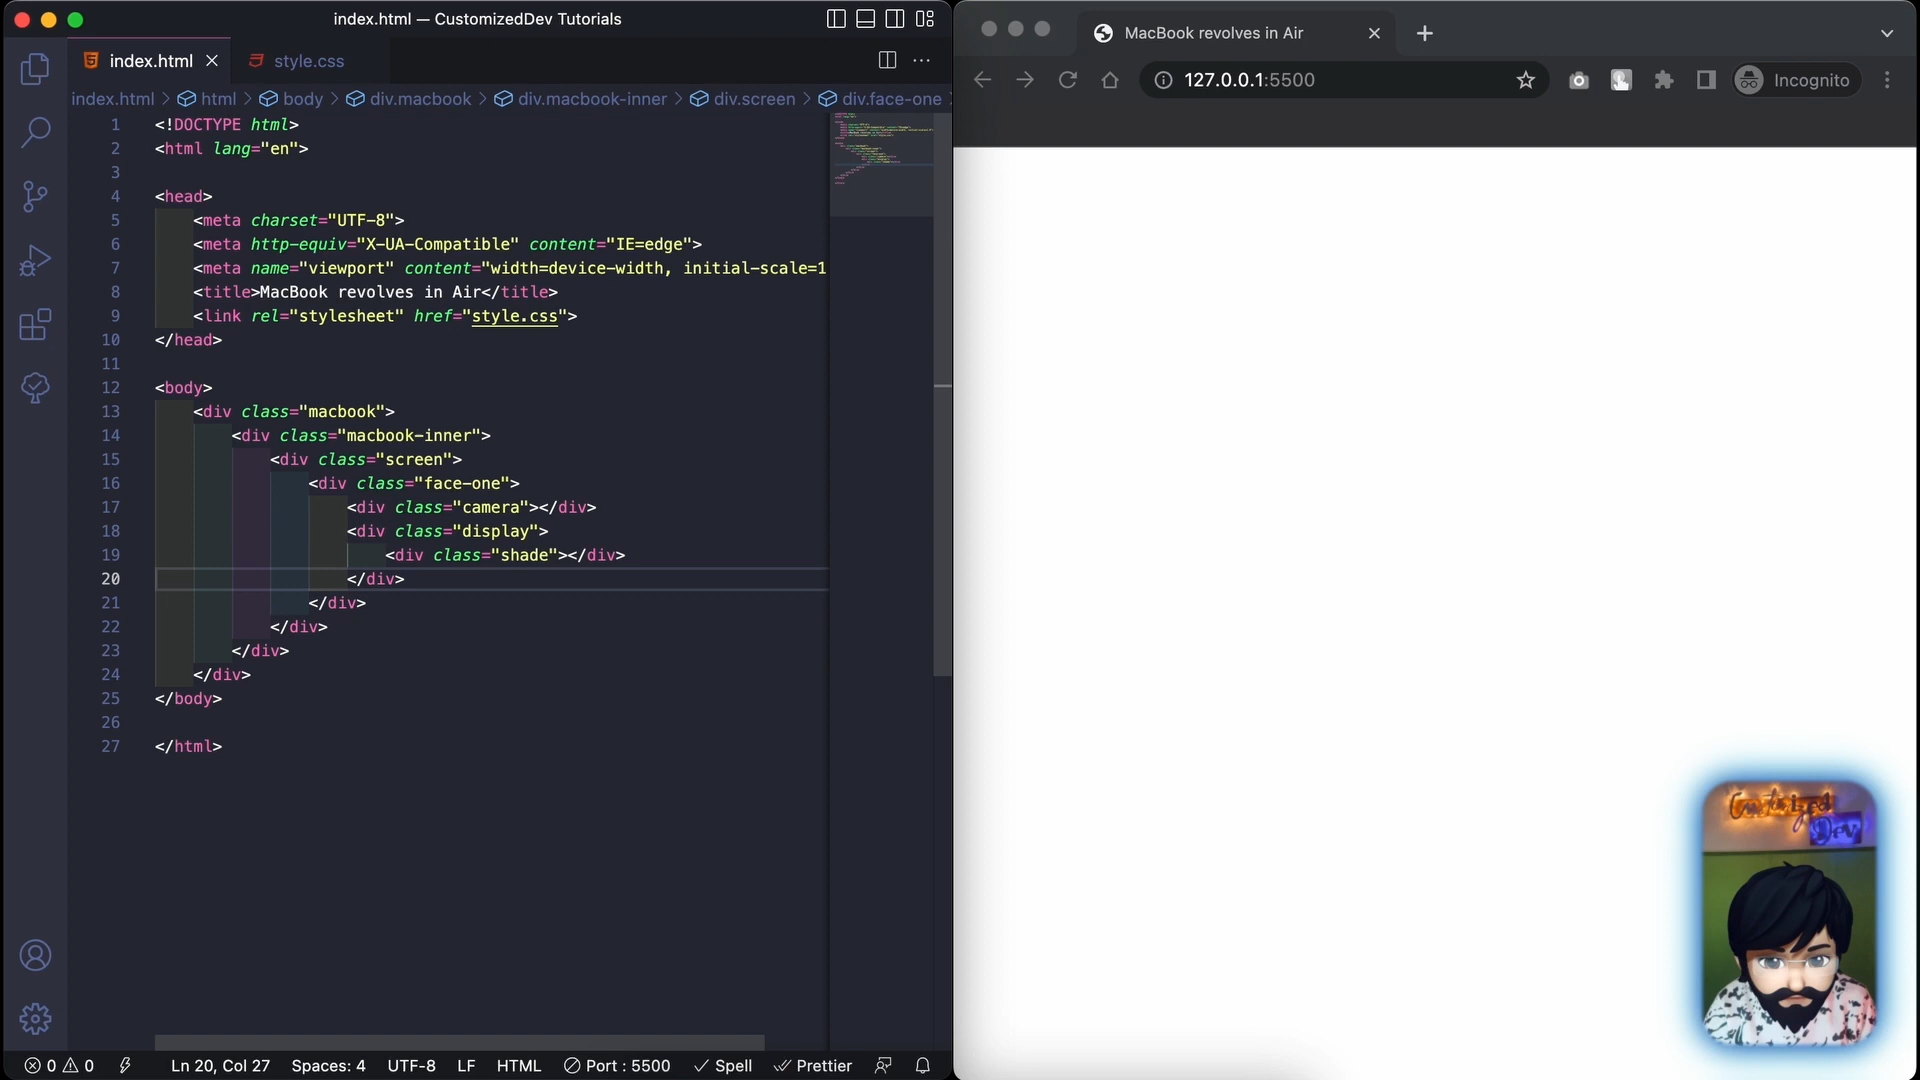 index.html — CustomizedDev Tutorials
index.html
style.css
index.html > html > body > div.macbook > div.macbook-inner > div.screen > div.face-one
1 <!DOCTYPE html>
2 <html lang="en">
3
4 <head>
5 <meta charset="UTF-8">
6 <meta http-equiv="X-UA-Compatible" content="IE=edge">
7 <meta name="viewport" content="width=device-width, initial-scale=1
8 <title>MacBook revolves in Air</title>
9 <link rel="stylesheet" href="style.css">
10 </head>
11
12 <body>
13 <div class="macbook">
14 <div class="macbook-inner">
15 <div class="screen">
16 <div class="face-one">
17 <div class="camera"></div>
18 <div class="display">
19 <div class="shade"></div>
20 </div>
21 </div>
22 </div>
23 </div>
24 </div>
25 </body>
26
27 </html>
0 0 Ln 20, Col 27 Spaces: 4 UTF-8 LF HTML Port : 5500 Spell Prettier
MacBook revolves in Air
127.0.0.1:5500
Incognito
Customized
Dev